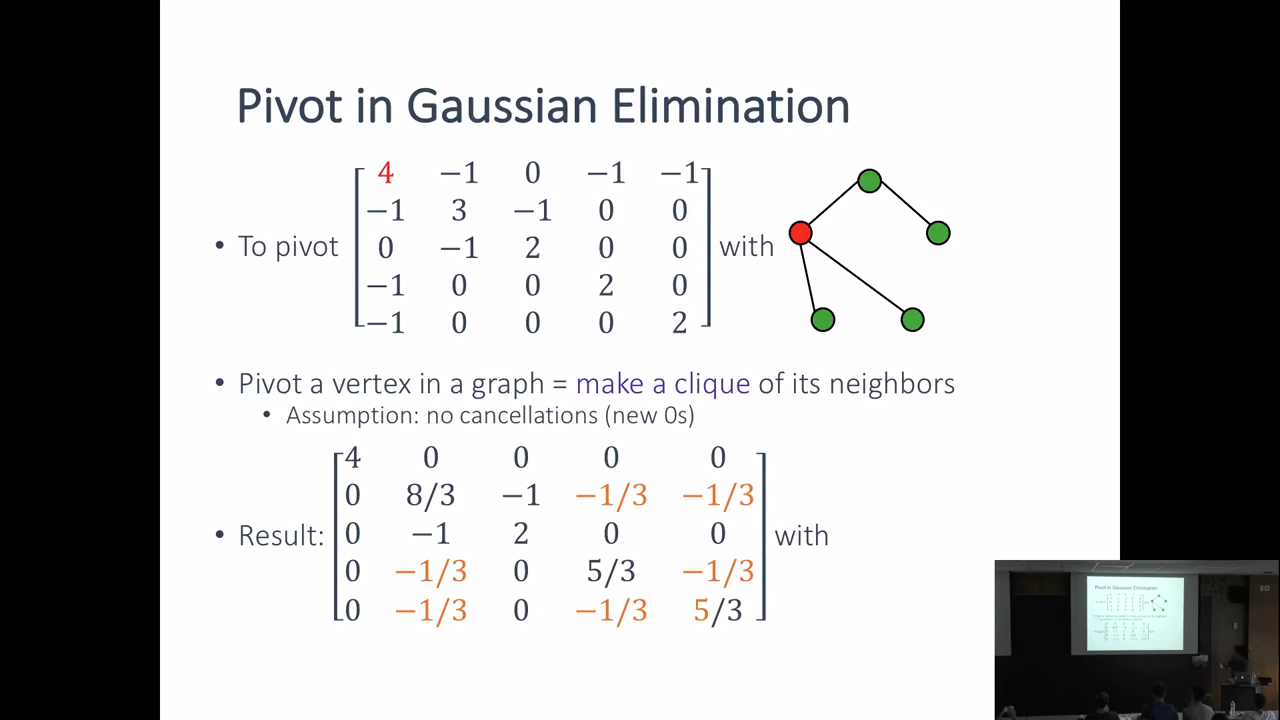 Pivot in Gaussian Elimination
4 −1 0 −1 −1
−1 3 −1 0 0
• To pivot 0 −1 2 0 0 with
−1 0 0 2 0
−1 0 0 0 2
• Pivot a vertex in a graph = make a clique of its neighbors
• Assumption: no cancellations (new 0s)
4 0 0 0 0
0 8/3 −1 −1/3 −1/3
• Result: 0 −1 2 0 0 with
0 −1/3 0 5/3 −1/3
0 −1/3 0 −1/3 5/3
Pivot in Gaussian Elimination